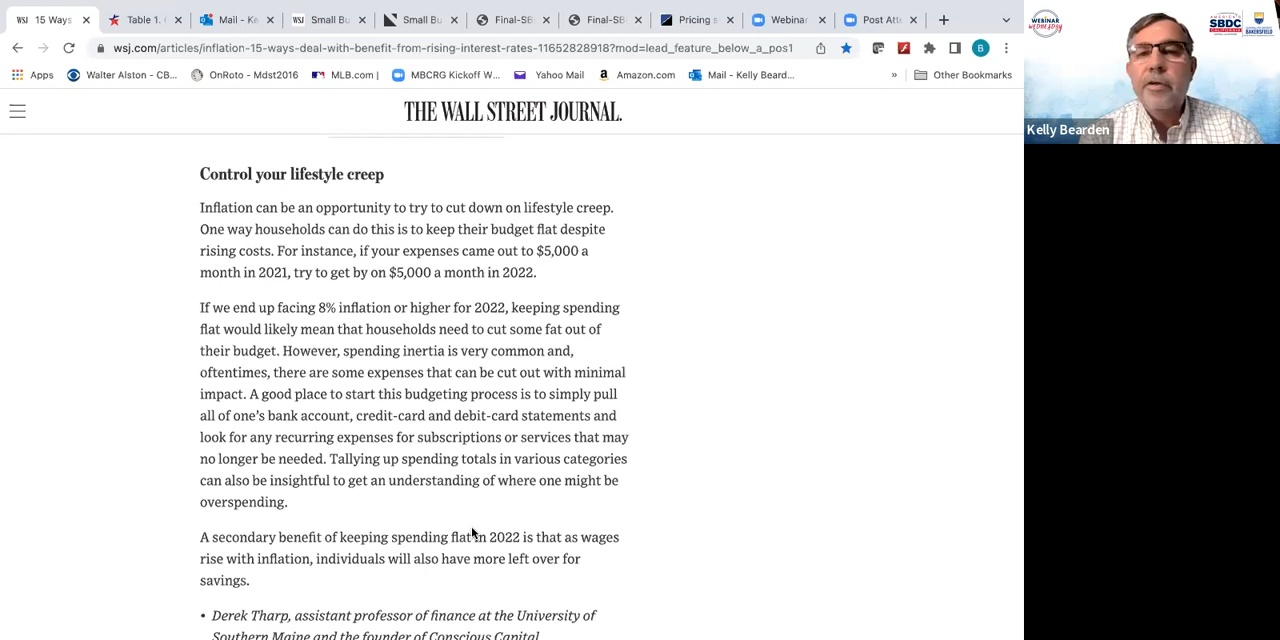 15 Ways
Table 1.
Mail - Ke
Small Bu
Small Bu
Final-SB
Final-SB
Pricing s
Webinar
Post Atte
wsj.com/articles/inflation-15-ways-deal-with-benefit-from-rising-interest-rates-11652828918?mod=lead_feature_below_a_pos1
B
Apps
Walter Alston - CB...
OnRoto - Mdst2016
MLB.com |
MBCRG Kickoff W...
Yahoo Mail
Amazon.com
Mail - Kelly Beard...
»
Other Bookmarks
THE WALL STREET JOURNAL.
Control your lifestyle creep
Inflation can be an opportunity to try to cut down on lifestyle creep.
One way households can do this is to keep their budget flat despite
rising costs. For instance, if your expenses came out to $5,000 a
month in 2021, try to get by on $5,000 a month in 2022.
If we end up facing 8% inflation or higher for 2022, keeping spending
flat would likely mean that households need to cut some fat out of
their budget. However, spending inertia is very common and,
oftentimes, there are some expenses that can be cut out with minimal
impact. A good place to start this budgeting process is to simply pull
all of one's bank account, credit-card and debit-card statements and
look for any recurring expenses for subscriptions or services that may
no longer be needed. Tallying up spending totals in various categories
can also be insightful to get an understanding of where one might be
overspending.
A secondary benefit of keeping spending flat in 2022 is that as wages
rise with inflation, individuals will also have more left over for
savings.
• Derek Tharp, assistant professor of finance at the University of
Southern Maine and the founder of Conscious Capital
WEBINAR
WEDNESDAY
SBDC
CALIFORNIA
BAKERSFIELD
Kelly Bearden